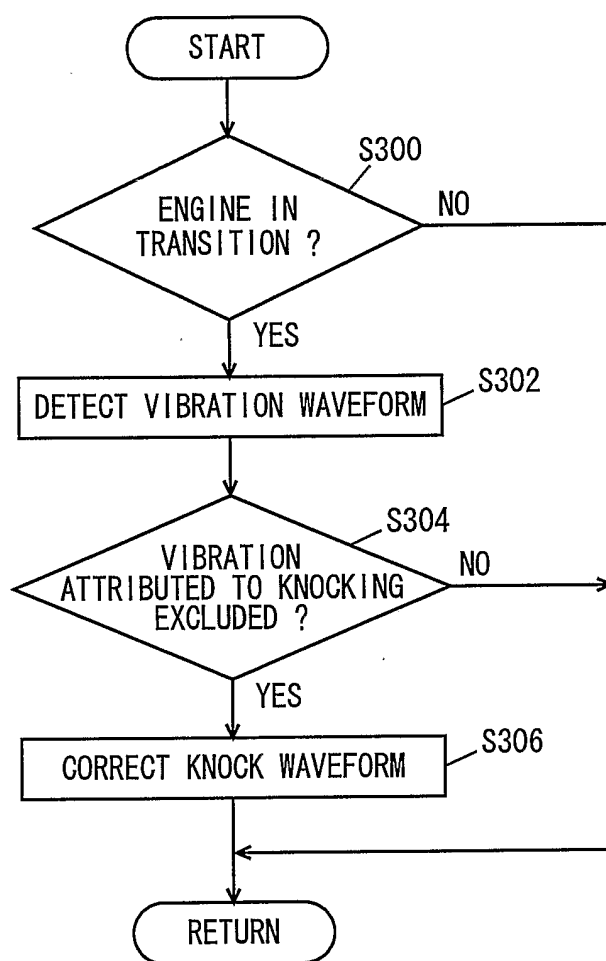 START
S300
ENGINE IN
TRANSITION ?
NO
YES
DETECT VIBRATION WAVEFORM
S302
S304
VIBRATION
ATTRIBUTED TO KNOCKING
EXCLUDED ?
NO
YES
CORRECT KNOCK WAVEFORM
S306
RETURN